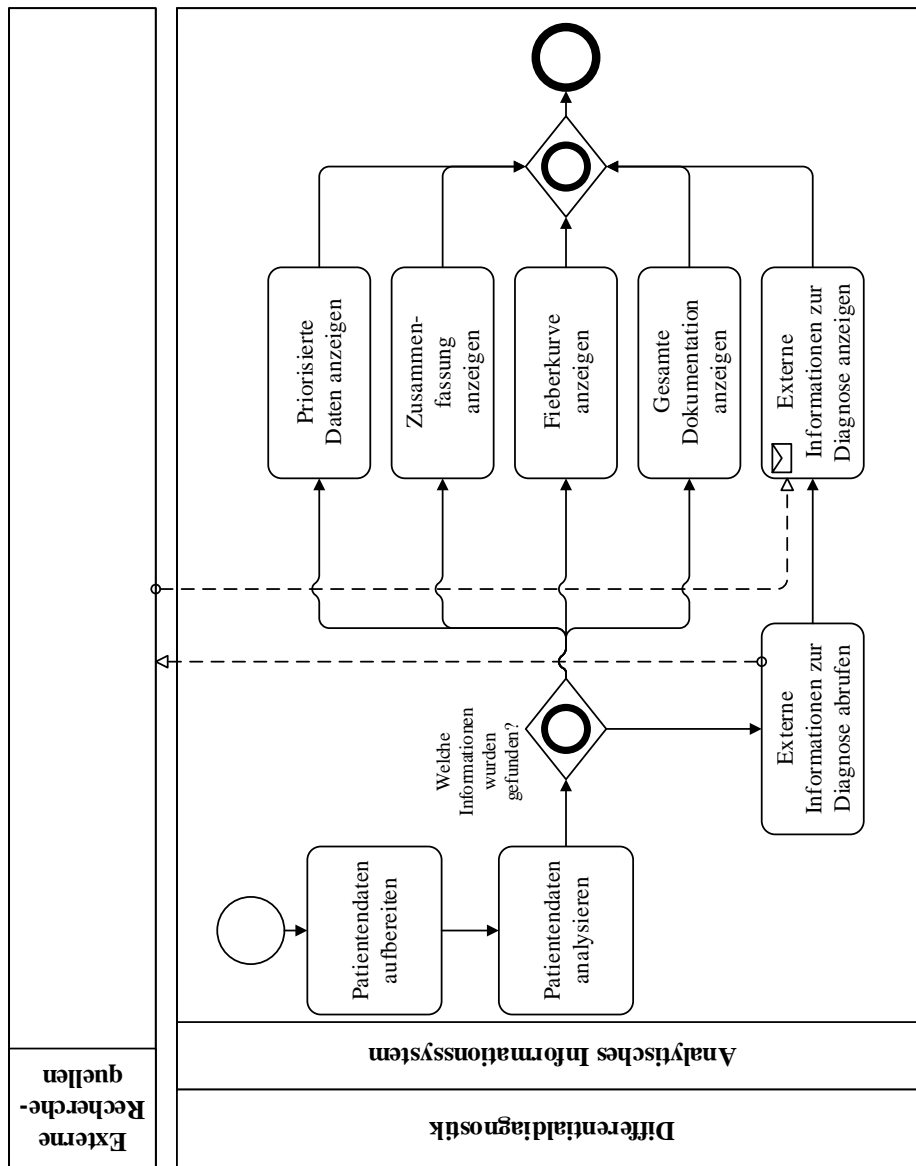 Externe
Recherche-
quellen
Differentialdiagnostik
Analytisches Informationssystem
Patientendaten
aufbereiten
Patientendaten
analysieren
Welche
Informationen
wurden
gefunden?
Externe
Informationen zur
Diagnose abrufen
Priorisierte
Daten anzeigen
Zusammen-
fassung
anzeigen
Fieberkurve
anzeigen
Gesamte
Dokumentation
anzeigen
Externe
Informationen zur
Diagnose anzeigen